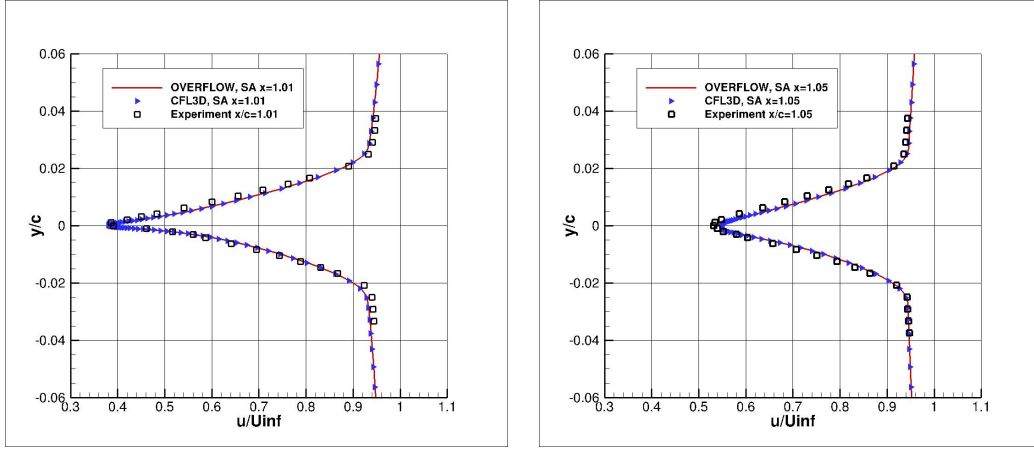 0.06
OVERFLOW, SA x=1.01
CFL3D, SA x=1.01
Experiment x/c=1.01
0.04
0.02
y/c
0
-0.02
-0.04
-0.06
0.3 0.4 0.5 0.6 0.7 0.8 0.9 1 1.1
u/Uinf
0.06
OVERFLOW, SA x=1.05
CFL3D, SA x=1.05
Experiment x/c=1.05
0.04
0.02
y/c
0
-0.02
-0.04
-0.06
0.3 0.4 0.5 0.6 0.7 0.8 0.9 1 1.1
u/Uinf